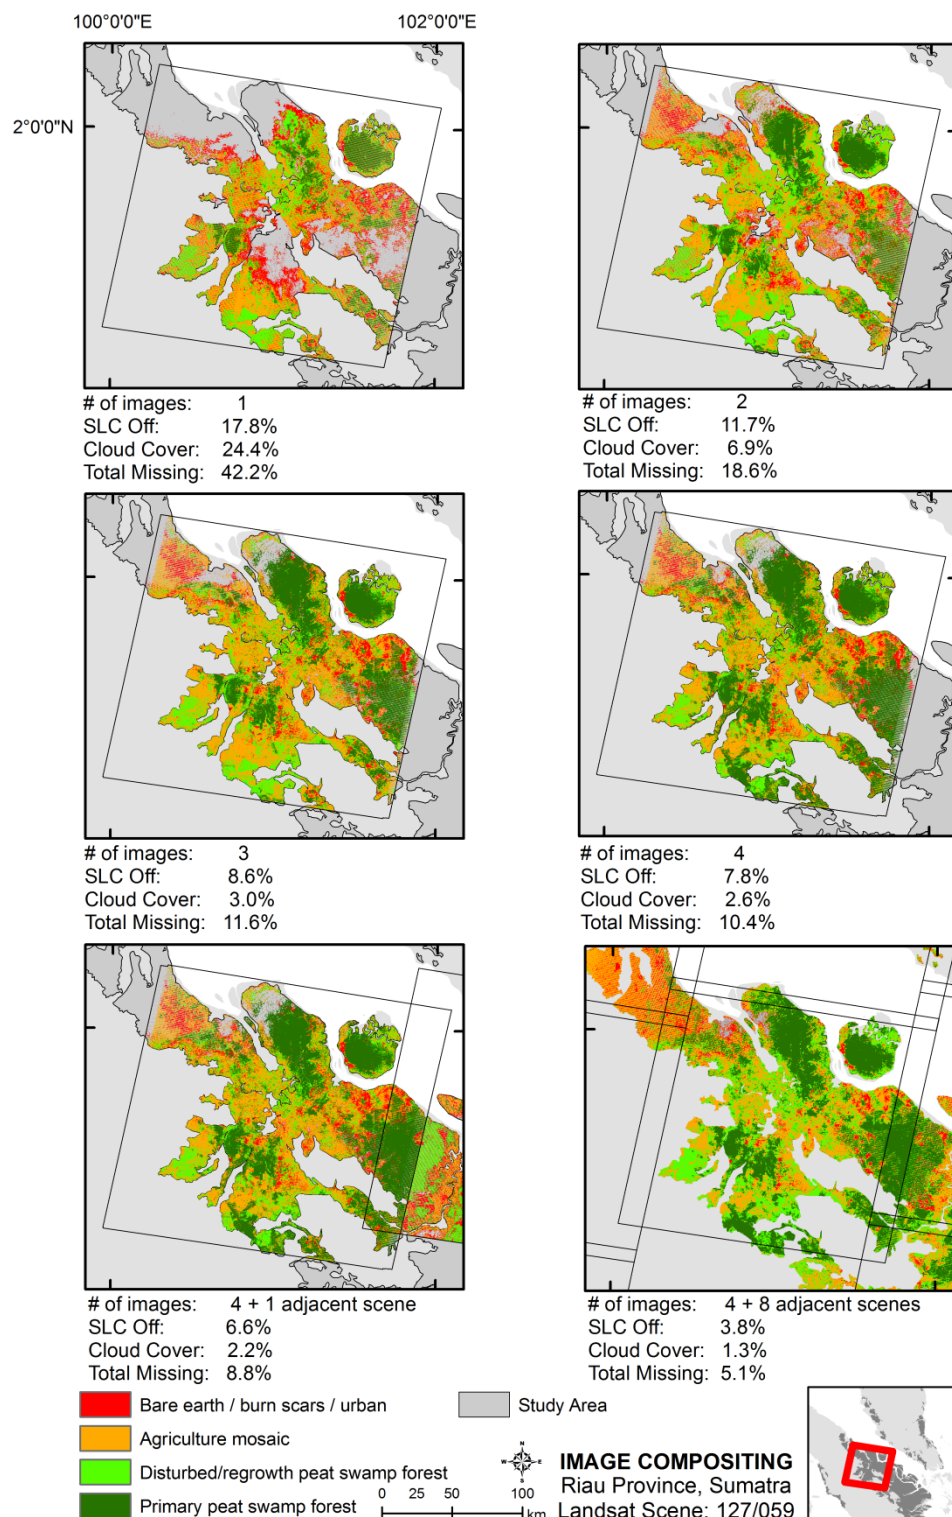 100°0'0"E 102°0'0"E
2°0'0"N
# of images: 1
SLC Off: 17.8%
Cloud Cover: 24.4%
Total Missing: 42.2%
# of images: 2
SLC Off: 11.7%
Cloud Cover: 6.9%
Total Missing: 18.6%
# of images: 3
SLC Off: 8.6%
Cloud Cover: 3.0%
Total Missing: 11.6%
# of images: 4
SLC Off: 7.8%
Cloud Cover: 2.6%
Total Missing: 10.4%
# of images: 4 + 1 adjacent scene
SLC Off: 6.6%
Cloud Cover: 2.2%
Total Missing: 8.8%
# of images: 4 + 8 adjacent scenes
SLC Off: 3.8%
Cloud Cover: 1.3%
Total Missing: 5.1%
Bare earth / burn scars / urban
Agriculture mosaic
Disturbed/regrowth peat swamp forest
Primary peat swamp forest
Study Area
N
W E
S
0 25 50 100
km
IMAGE COMPOSITING
Riau Province, Sumatra
Landsat Scene: 127/059